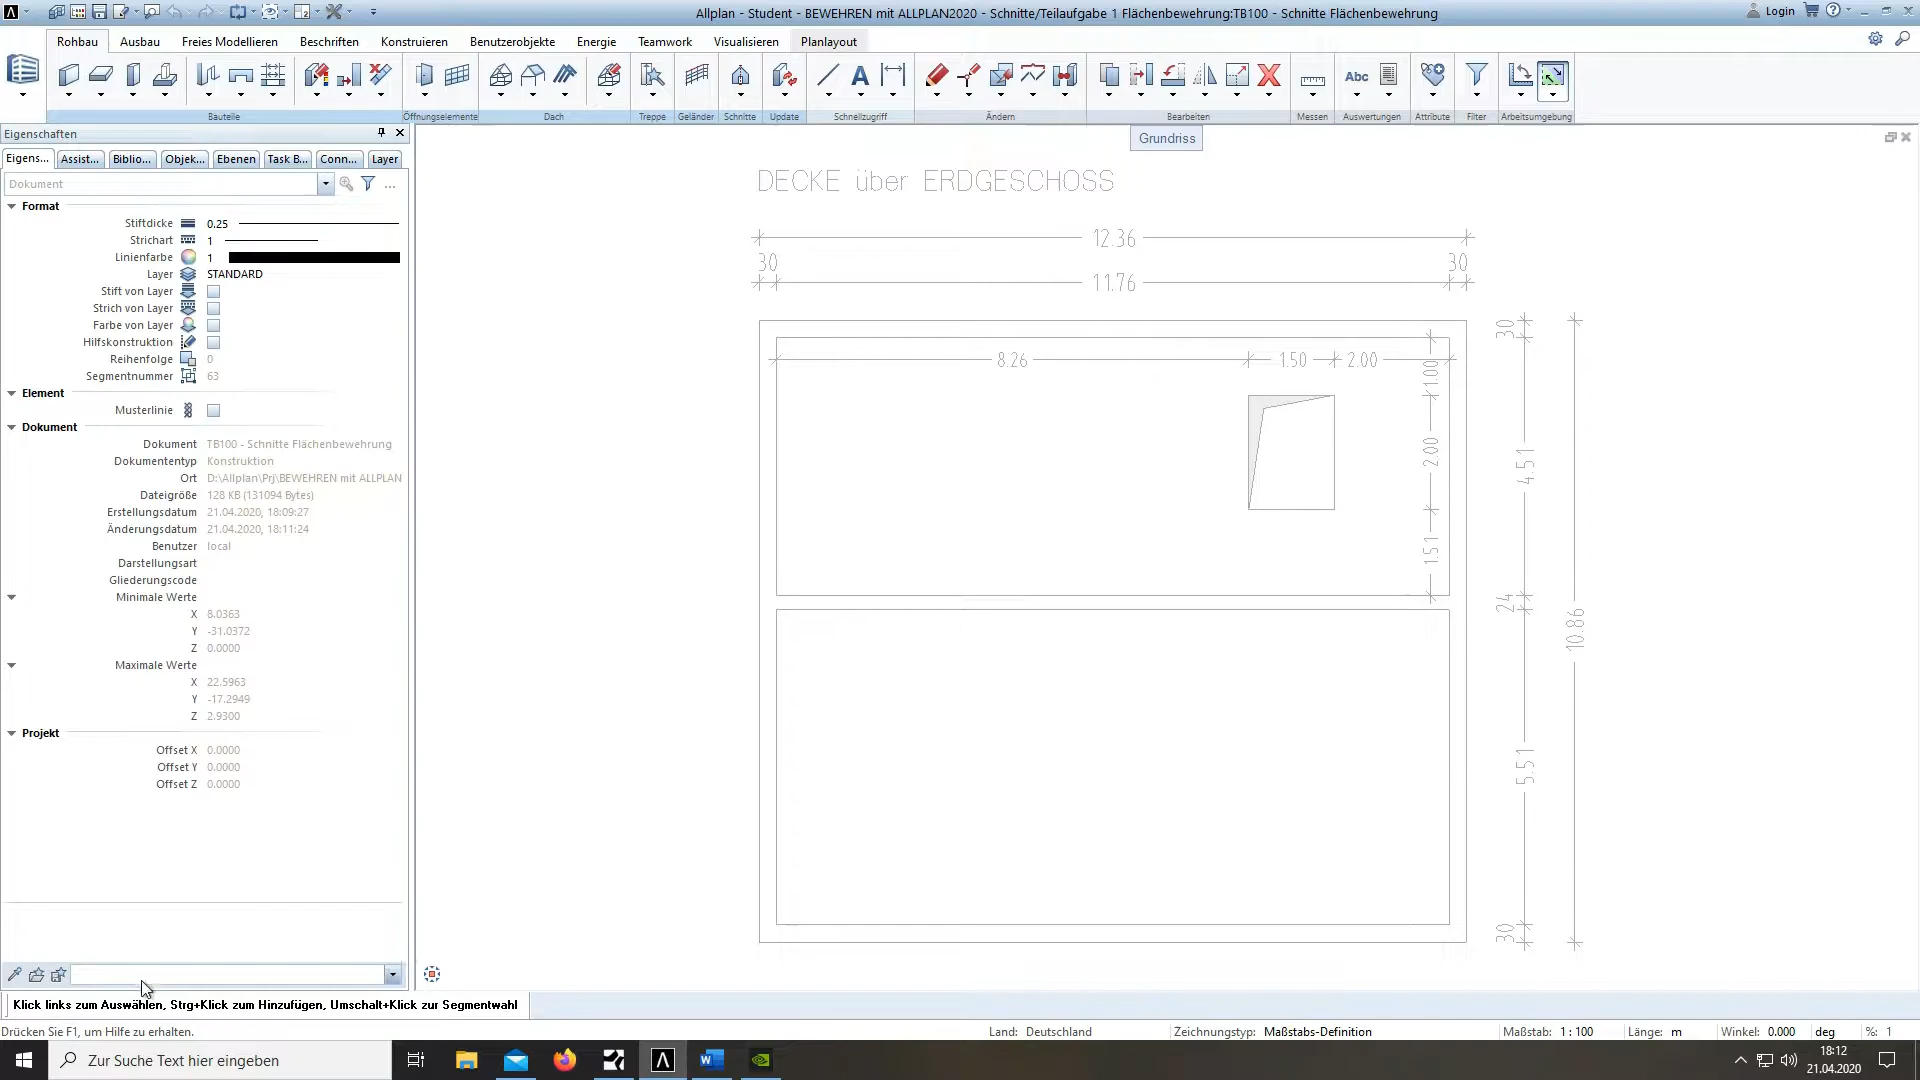 Allplan - Student - BEWEHREN mit ALLPLAN2020 - Schnitte/Teilaufgabe 1 Flächenbewehrung:TB100 - Schnitte Flächenbewehrung
Login
Rohbau Ausbau Freies Modellieren Beschriften Konstruieren Benutzerobjekte Energie Teamwork Visualisieren Planlayout
Abc
Bauteile Öffnungselemente Dach Treppe Geländer Schnitte Update Schnellzugriff Ändern Bearbeiten Messen Auswertungen Attribute Filter Arbeitsumgebung
Eigenschaften
Eigens... Assist... Biblio... Objek... Ebenen Task B... Conn... Layer
Dokument
Format
Stiftdicke 0.25
Strichart 1
Linienfarbe 1
Layer STANDARD
Stift von Layer
Strich von Layer
Farbe von Layer
Hilfskonstruktion
Reihenfolge 0
Segmentnummer 63
Element
Musterlinie
Dokument
Dokument TB100 - Schnitte Flächenbewehrung
Dokumententyp Konstruktion
Ort D:\Allplan\Prj\BEWEHREN mit ALLPLAN
Dateigröße 128 KB (131094 Bytes)
Erstellungsdatum 21.04.2020, 18:09:27
Änderungsdatum 21.04.2020, 18:11:24
Benutzer local
Darstellungsart
Gliederungscode
Minimale Werte
X 8.0363
Y -31.0372
Z 0.0000
Maximale Werte
X 22.5963
Y -17.2949
Z 2.9300
Projekt
Offset X 0.0000
Offset Y 0.0000
Offset Z 0.0000
Grundriss
DECKE über ERDGESCHOSS
12.36
30 30
11.76
30
8.26 1.50 2.00
1.00
2.00
4.51
1.51
24
10.86
5.51
30
Klick links zum Auswählen, Strg+Klick zum Hinzufügen, Umschalt+Klick zur Segmentwahl
Drücken Sie F1, um Hilfe zu erhalten. Land: Deutschland Zeichnungstyp: Maßstabs-Definition Maßstab: 1 : 100 Länge: m Winkel: 0.000 deg %: 1
Zur Suche Text hier eingeben
18:12
21.04.2020